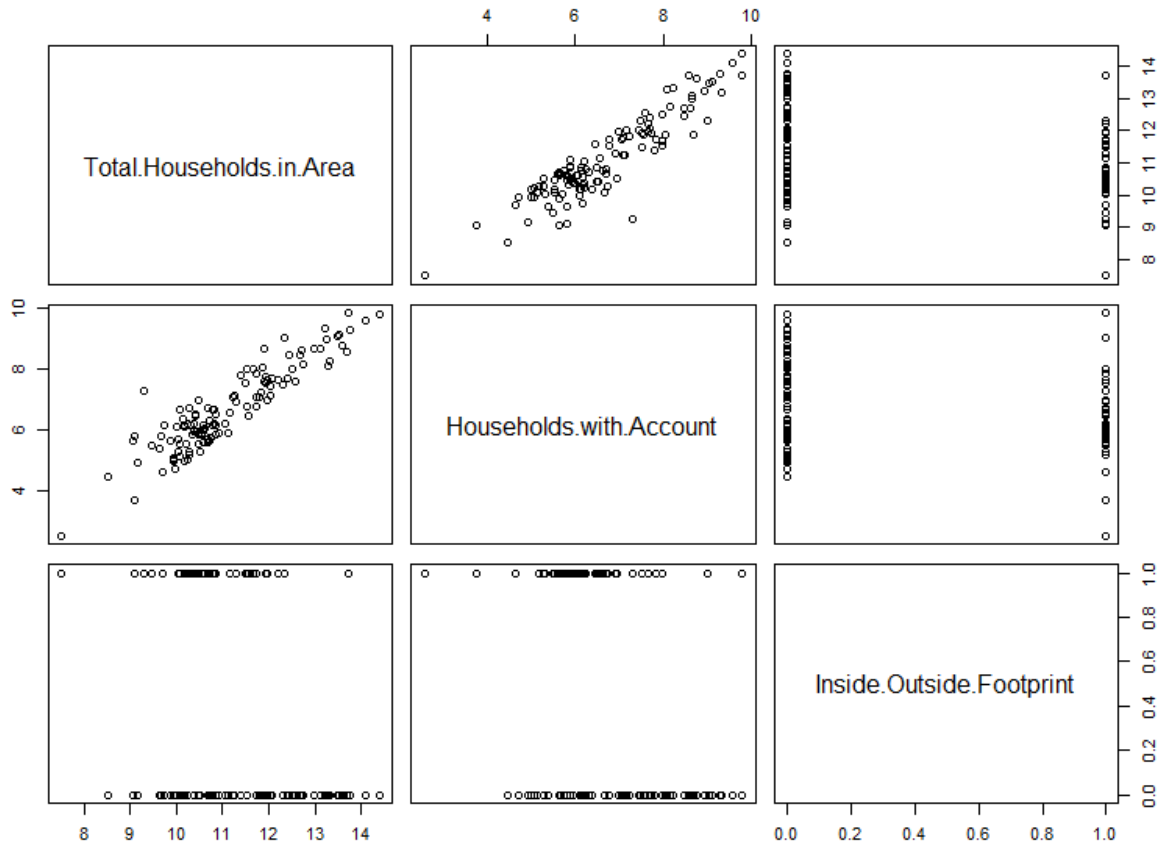 4 6 8 10
Total.Households.in.Area
8 9 10 11 12 13 14
4 6 8 10
Households.with.Account
Inside.Outside.Footprint
0.0 0.2 0.4 0.6 0.8 1.0
8 9 10 11 12 13 14
0.0 0.2 0.4 0.6 0.8 1.0